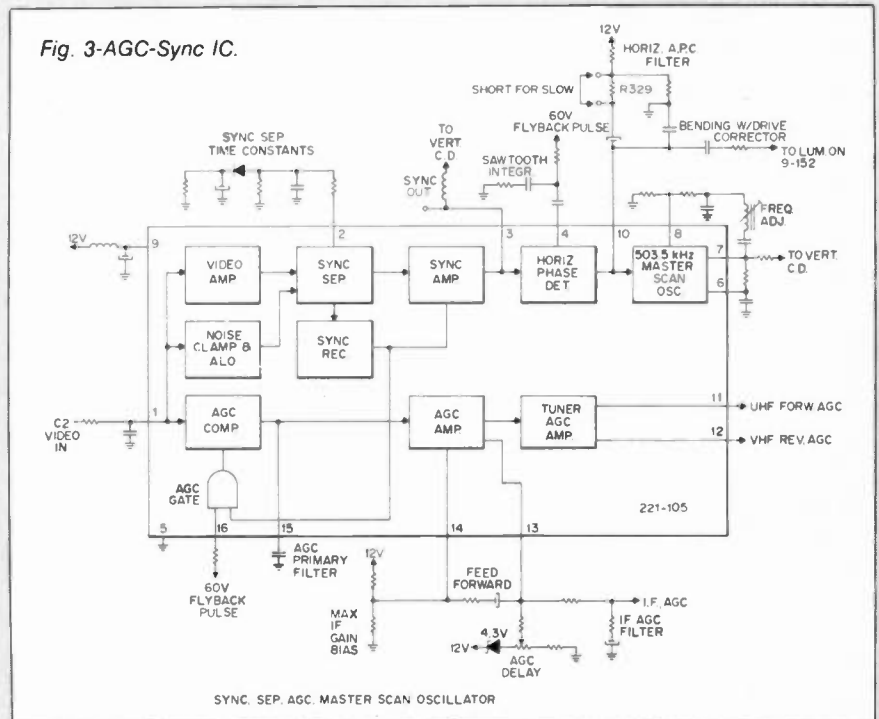 Fig. 3-AGC-Sync IC.
12V
HORIZ. A.P.C.
FILTER
SHORT FOR SLOW
R329
60V
FLYBACK PULSE
BENDING W/DRIVE
CORRECTOR
TO LUM. ON
9-152
TO
VERT
C.D.
SYNC
OUT
SAWTOOTH
INTEGR.
SYNC SEP
TIME CONSTANTS
FREQ.
ADJ.
12V
9
2
3
4
10
8
7
TO VERT.
C.D.
6
VIDEO
AMP
SYNC
SEP
SYNC
AMP
HORIZ
PHASE
DET.
503.5 kHz
MASTER
SCAN
OSC
NOISE
CLAMP &
ALO
SYNC
REC
C2
VIDEO
IN
1
AGC
COMP
AGC
AMP
TUNER
AGC
AMP.
11
UHF FORW. AGC
12
VHF REV. AGC
AGC
GATE
221-105
5
16
15
14
13
60V
FLYBACK
PULSE
AGC
PRIMARY
FILTER
12V
MAX
IF
GAIN
BIAS
FEED
FORWARD
I.F. AGC
IF AGC
FILTER
4.3V
12V
AGC
DELAY
SYNC. SEP. AGC. MASTER SCAN OSCILLATOR